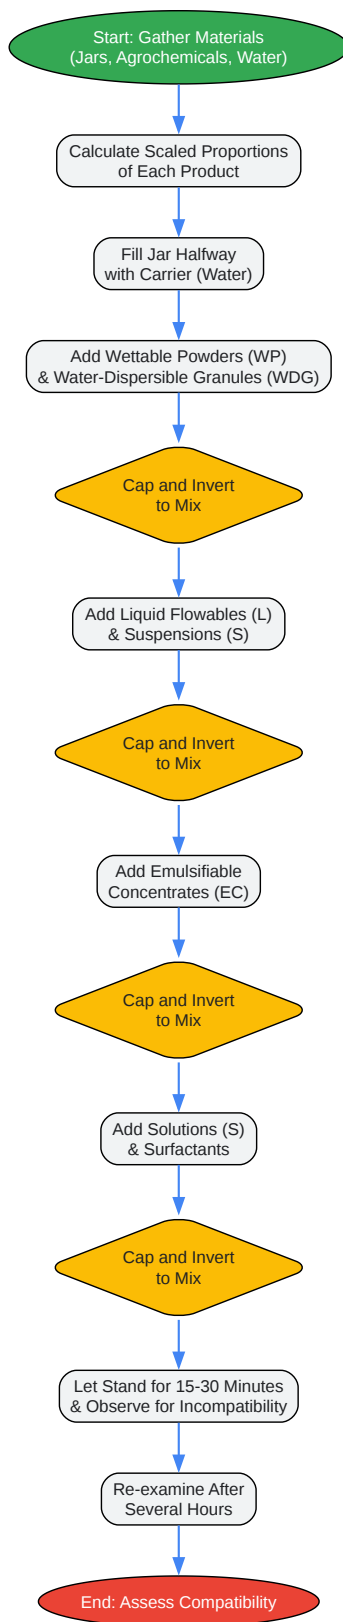 Start: Gather Materials
(Jars, Agrochemicals, Water)
Calculate Scaled Proportions
of Each Product
Fill Jar Halfway
with Carrier (Water)
Add Wettable Powders (WP)
& Water-Dispersible Granules (WDG)
Cap and Invert
to Mix
Add Liquid Flowables (L)
& Suspensions (S)
Cap and Invert
to Mix
Add Emulsifiable
Concentrates (EC)
Cap and Invert
to Mix
Add Solutions (S)
& Surfactants
Cap and Invert
to Mix
Let Stand for 15-30 Minutes
& Observe for Incompatibility
Re-examine After
Several Hours
End: Assess Compatibility